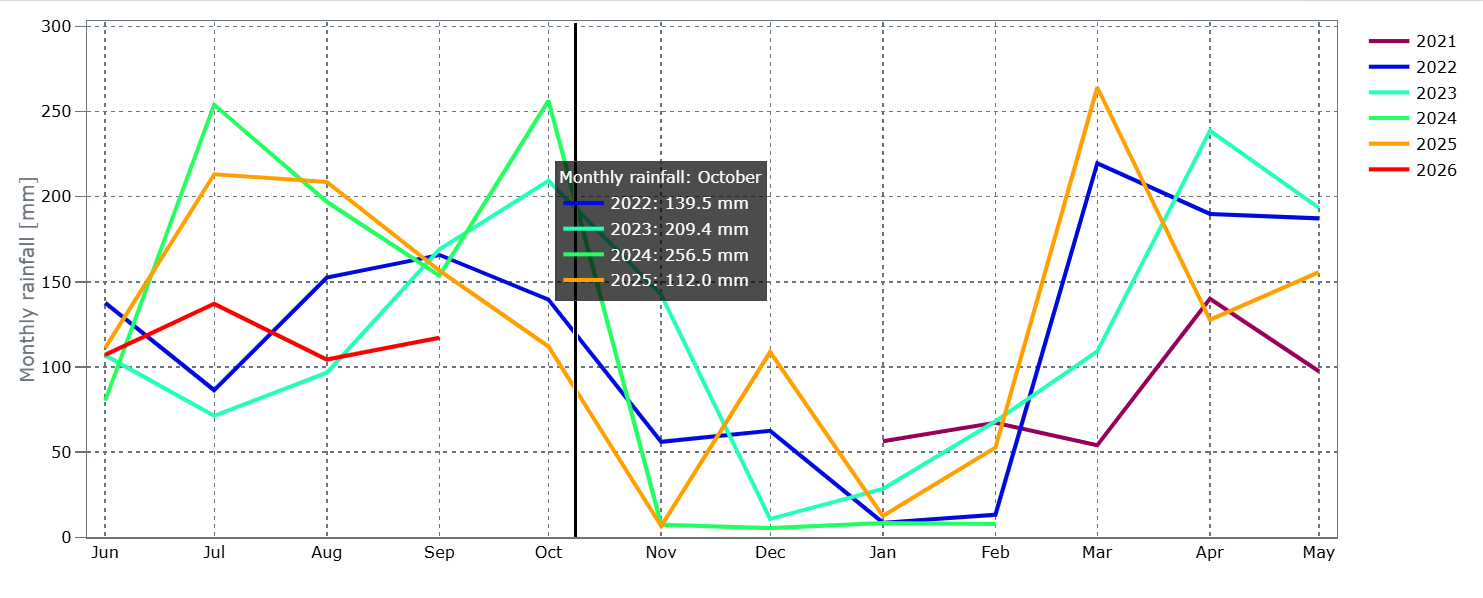 Monthly rainfall [mm]
300
250
200
150
100
50
0
Jun Jul Aug Sep Oct Nov Dec Jan Feb Mar Apr May
Monthly rainfall: October
2022: 139.5 mm
2023: 209.4 mm
2024: 256.5 mm
2025: 112.0 mm
2021
2022
2023
2024
2025
2026